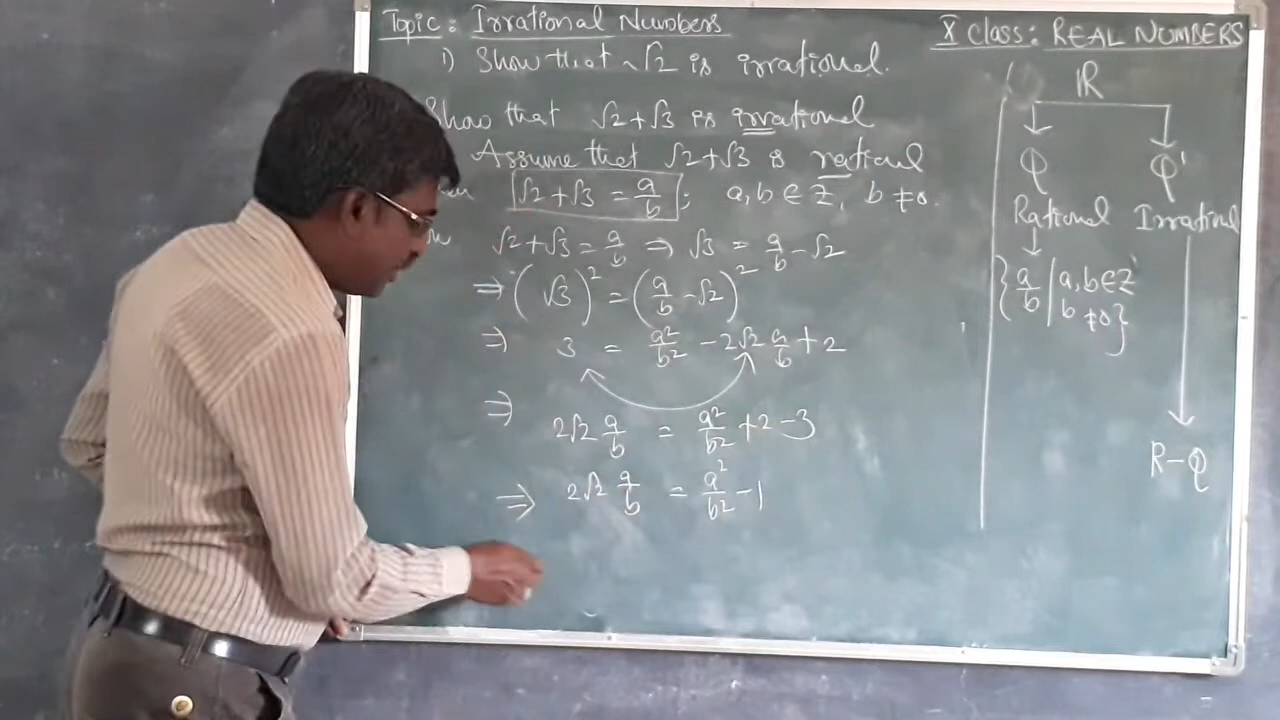 Topic: Irrational Numbers
1) Show that √2 is irrational.
Show that √2+√3 is irrational
Assume that √2+√3 is rational
√2+√3 = a/b ; a, b ∈ Z, b ≠ 0.
√2+√3 = a/b ⇒ √3 = a/b - √2
⇒ (√3)² = (a/b - √2)²
⇒ 3 = a²/b² - 2√2 a/b + 2
⇒ 2√2 a/b = a²/b² + 2 - 3
⇒ 2√2 a/b = a²/b² - 1
X Class: REAL NUMBERS
R
Q Q'
Rational Irrational
{a/b | a, b ∈ Z
b ≠ 0}
R - Q